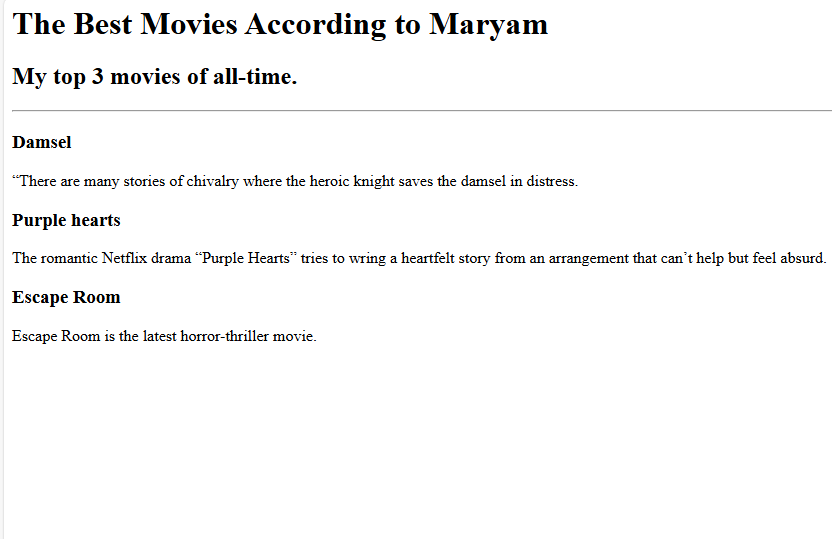 The Best Movies According to Maryam
My top 3 movies of all-time.
Damsel
“There are many stories of chivalry where the heroic knight saves the damsel in distress.
Purple hearts
The romantic Netflix drama “Purple Hearts” tries to wring a heartfelt story from an arrangement that can’t help but feel absurd.
Escape Room
Escape Room is the latest horror-thriller movie.